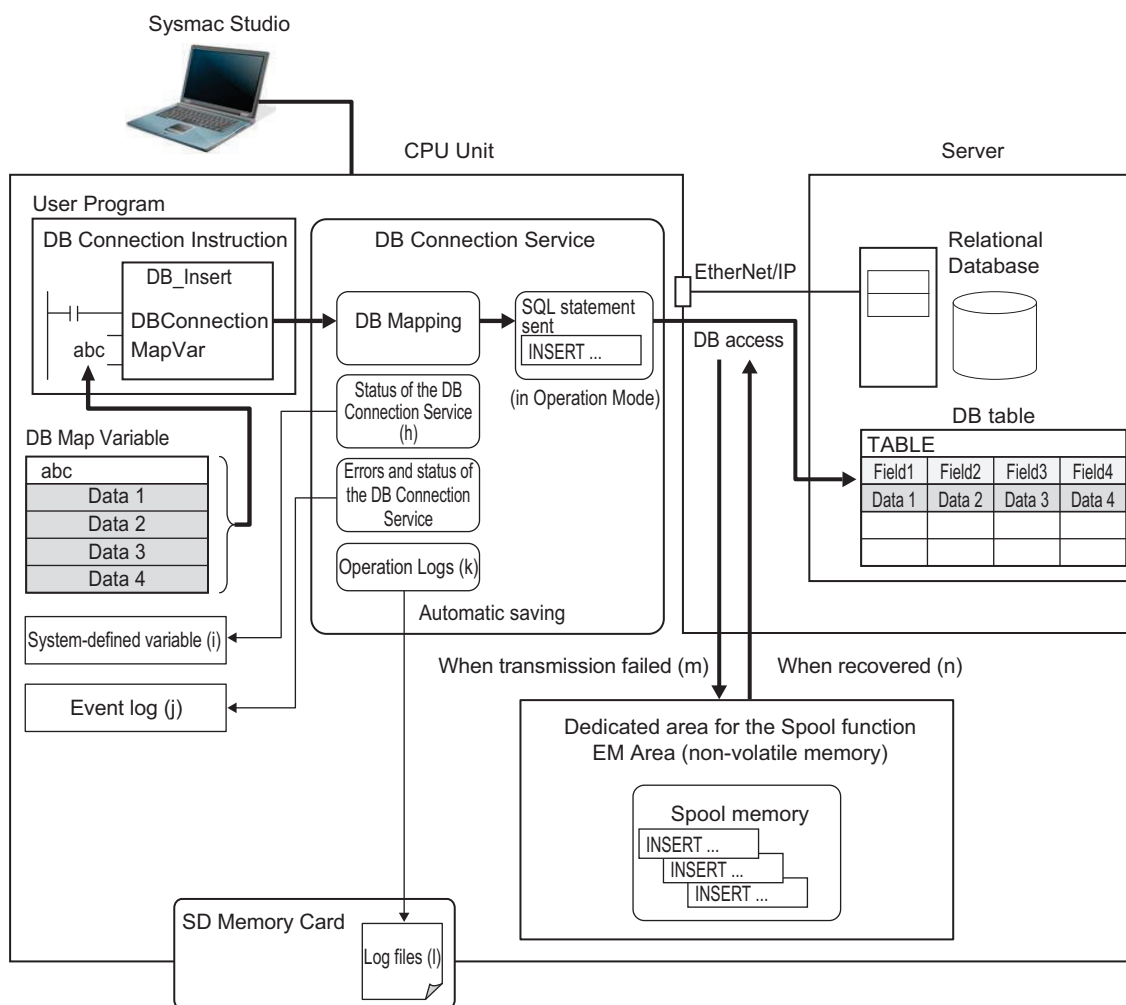 Sysmac Studio
CPU Unit
Server
User Program
DB Connection Instruction
DB_Insert
DBConnection
abc
MapVar
DB Connection Service
DB Mapping
SQL statement
sent
INSERT ...
(in Operation Mode)
EtherNet/IP
DB access
Relational
Database
DB table
TABLE
Field1 Field2 Field3 Field4
Data 1 Data 2 Data 3 Data 4
Status of the DB
Connection Service
(h)
Errors and status of
the DB Connection
Service
Operation Logs (k)
Automatic saving
DB Map Variable
abc
Data 1
Data 2
Data 3
Data 4
System-defined variable (i)
Event log (j)
When transmission failed (m)
When recovered (n)
Dedicated area for the Spool function
EM Area (non-volatile memory)
Spool memory
INSERT ...
INSERT ...
INSERT ...
SD Memory Card
Log files (l)